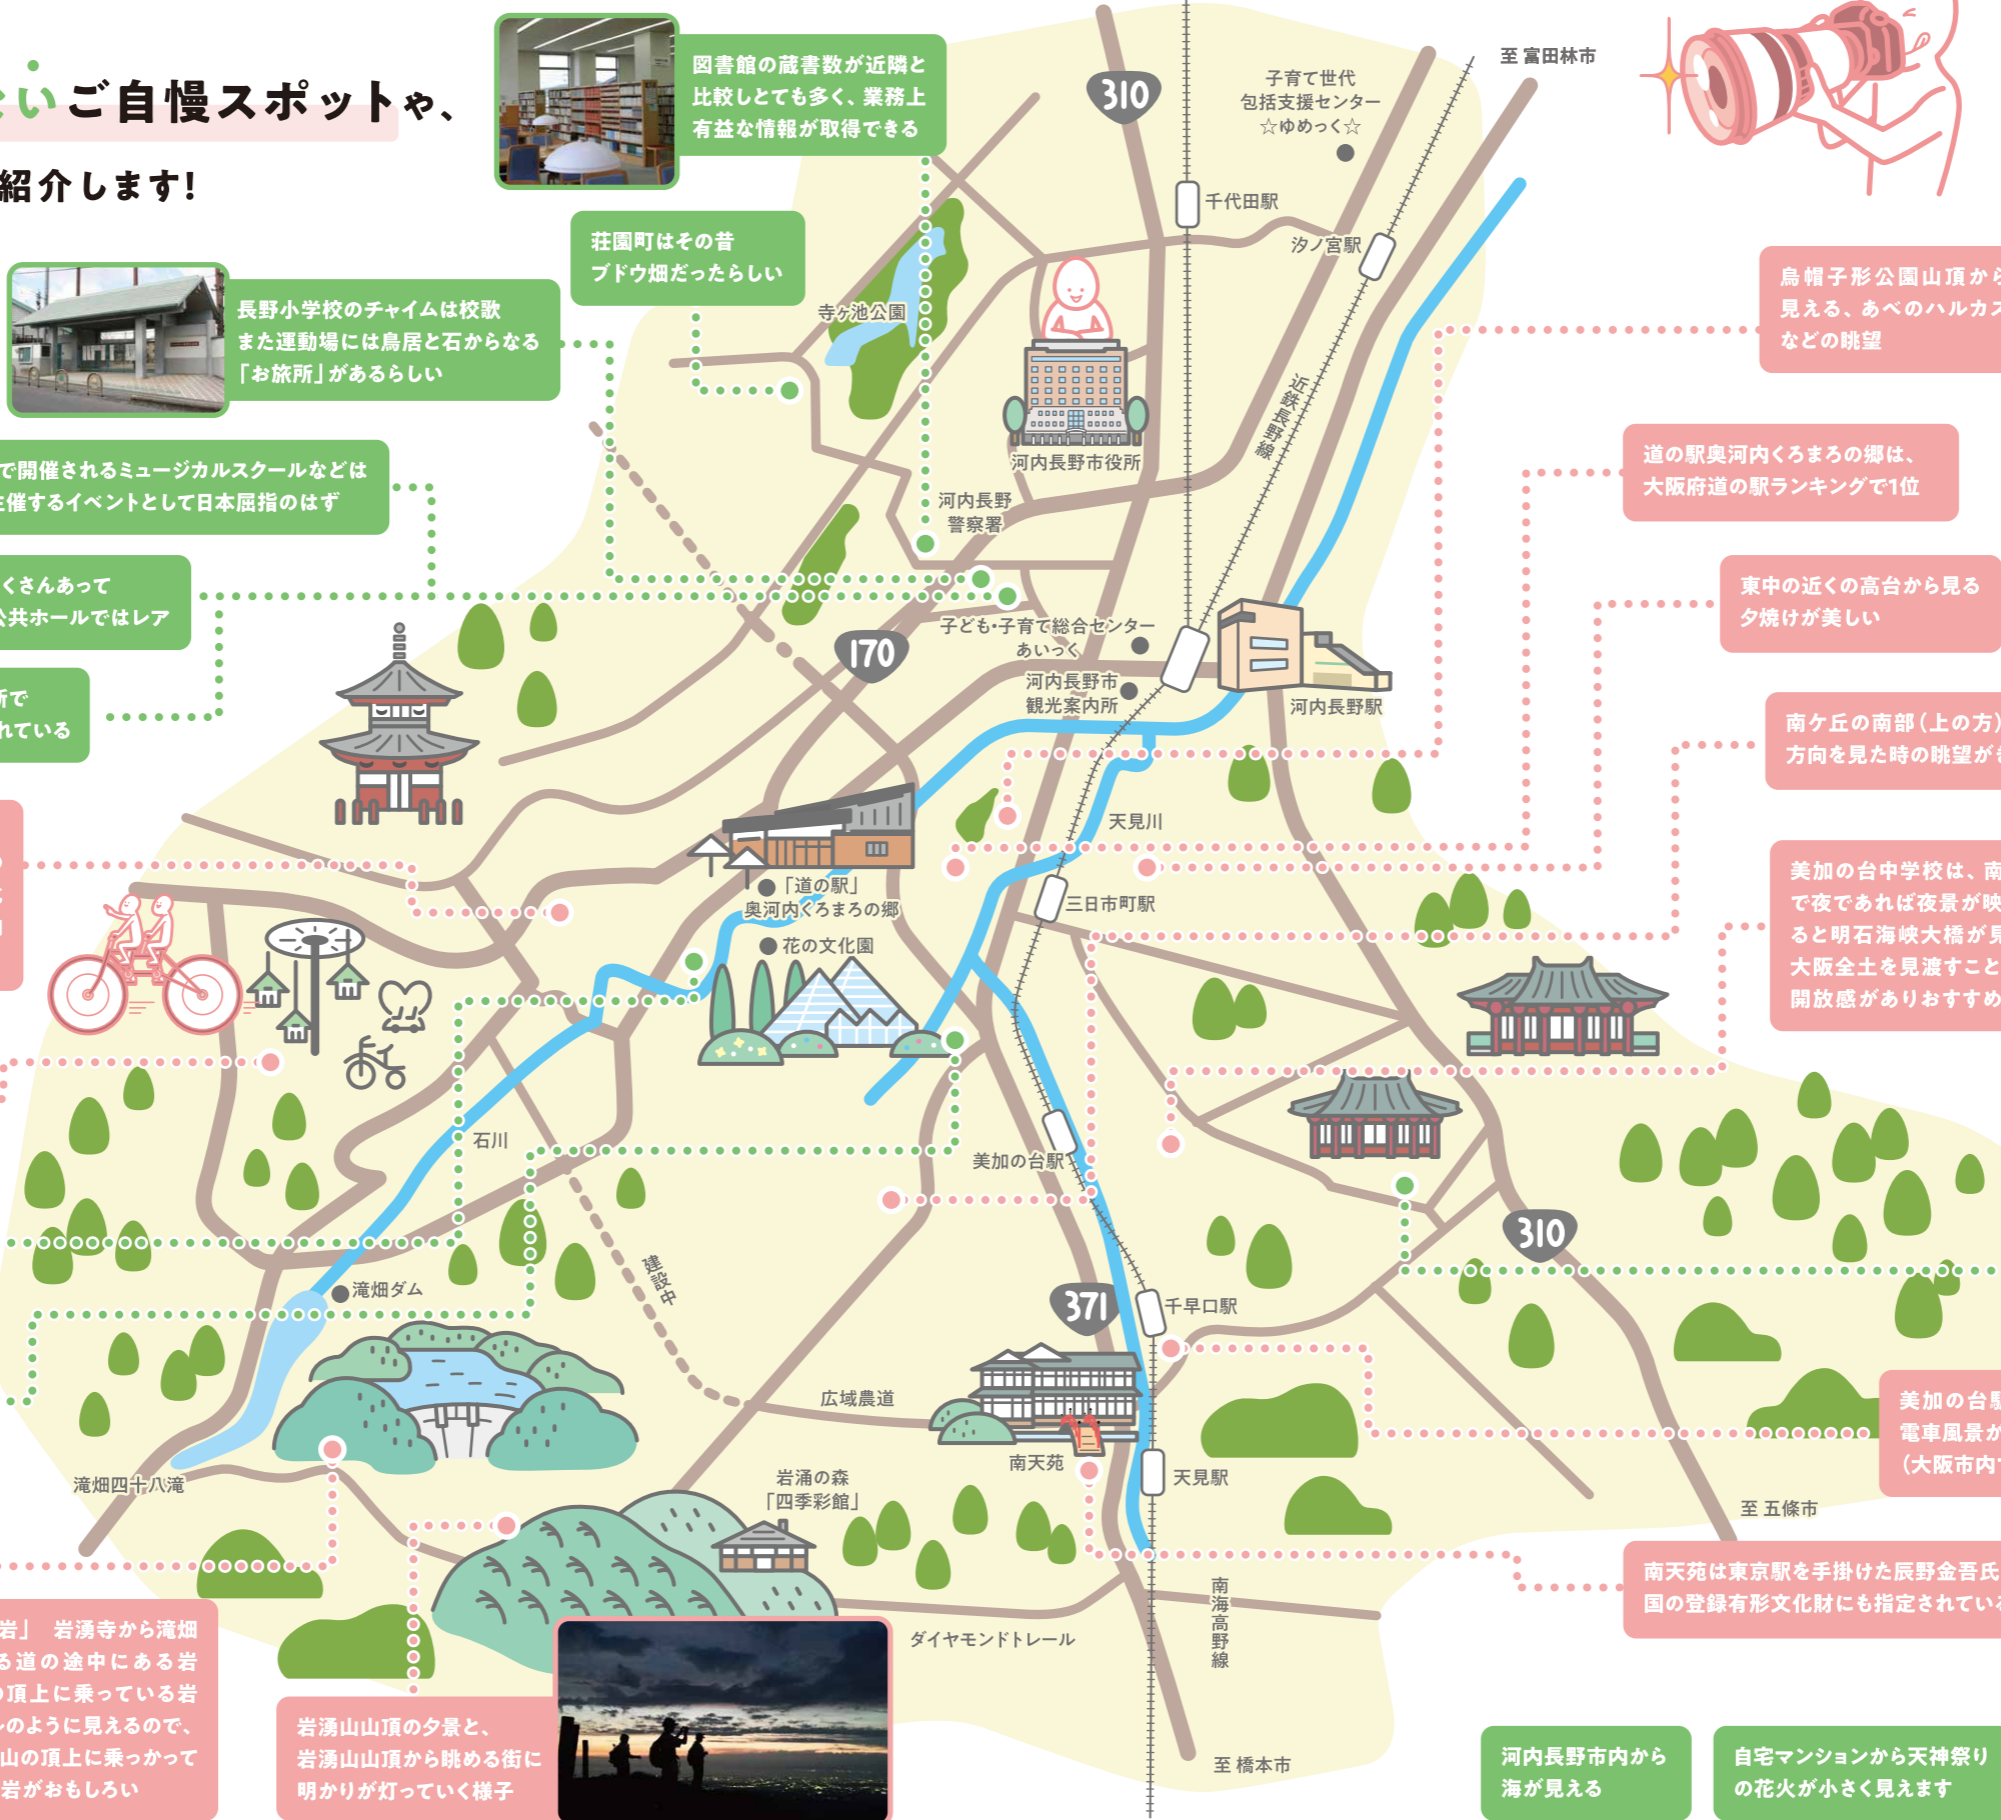 いご自慢スポットや、
紹介します!
図書館の蔵書数が近隣と
比較しとても多く、業務上
有益な情報が取得できる
荘園町はその昔
ブドウ畑だったらしい
長野小学校のチャイムは校歌
また運動場には鳥居と石からなる
「お旅所」があるらしい
で開催されるミュージカルスクールなどは
主催するイベントとして日本屈指のはず
くさんあって
公共ホールではレア
所で
れている
310
子育て世代
包括支援センター
☆ゆめっく☆
至 富田林市
千代田駅
汐ノ宮駅
寺ヶ池公園
近鉄長野線
河内長野市役所
河内長野
警察署
170
子ども・子育て総合センター
あいっく
河内長野市
観光案内所
河内長野駅
烏帽子形公園山頂から
見える、あべのハルカス
などの眺望
道の駅奥河内くろまろの郷は、
大阪府道の駅ランキングで1位
東中の近くの高台から見る
夕焼けが美しい
南ケ丘の南部(上の方)
方向を見た時の眺望が
美加の台中学校は、南
で夜であれば夜景が映
ると明石海峡大橋が見
大阪全土を見渡すこと
開放感がありおすすめ
天見川
「道の駅」
奥河内くろまろの郷
三日市町駅
花の文化園
石川
美加の台駅
建設中
310
滝畑ダム
371
千早口駅
広域農道
南天苑
天見駅
滝畑四十八滝
岩涌の森
「四季彩館」
至 五條市
美加の台駅
電車風景が
(大阪市内
南天苑は東京駅を手掛けた辰野金吾氏
国の登録有形文化財にも指定されている
南海高野線
ダイヤモンドトレール
至 橋本市
岩」 岩湧寺から滝畑
る道の途中にある岩
の頂上に乗っている岩
ルのように見えるので、
山の頂上に乗っかって
岩がおもしろい
岩湧山山頂の夕景と、
岩湧山山頂から眺める街に
明かりが灯っていく様子
河内長野市内から
海が見える
自宅マンションから天神祭り
の花火が小さく見えます